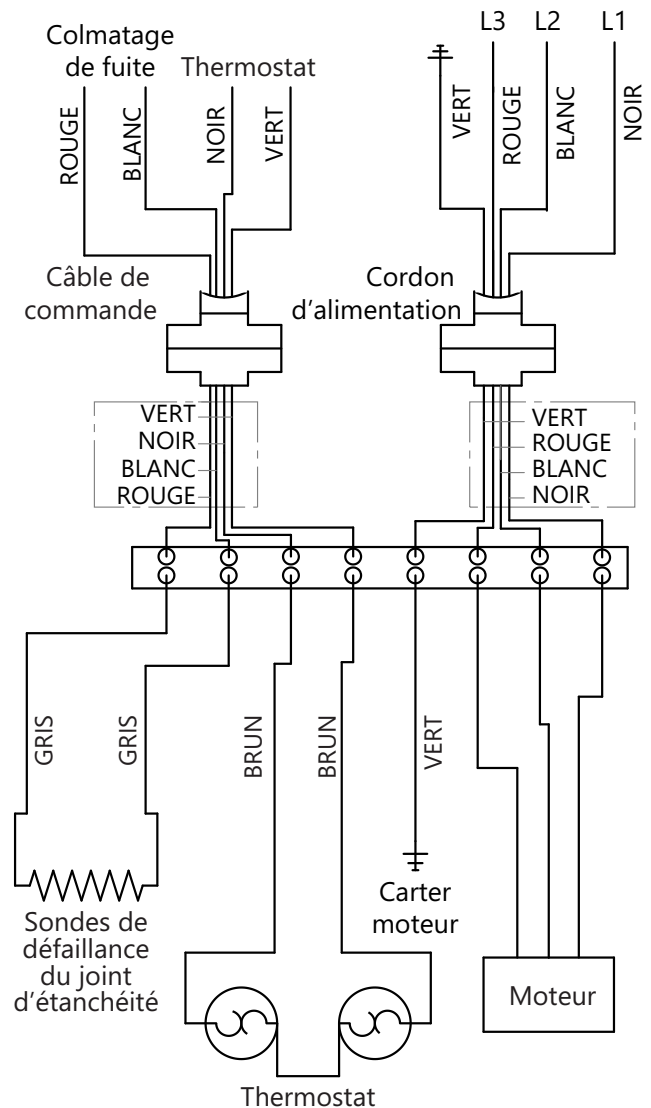 Colmatage
de fuite
Thermostat
ROUGE
BLANC
NOIR
VERT
L3
L2
L1
VERT
ROUGE
BLANC
NOIR
Câble de
commande
Cordon
d’alimentation
VERT
NOIR
BLANC
ROUGE
VERT
ROUGE
BLANC
NOIR
GRIS
GRIS
BRUN
BRUN
VERT
Carter
moteur
Sondes de
défaillance
du joint
d’étanchéité
Moteur
Thermostat